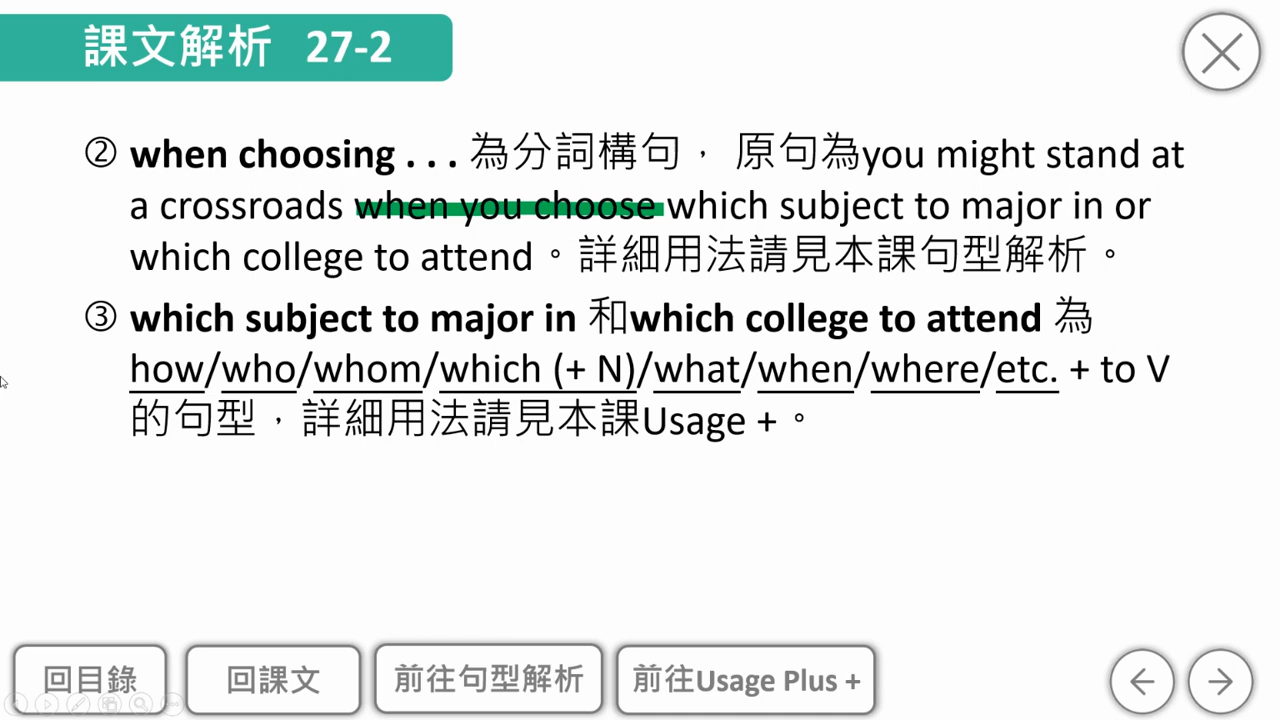 課文解析 27-2
② when choosing . . . 為分詞構句， 原句為you might stand at
a crossroads when you choose which subject to major in or
which college to attend。詳細用法請見本課句型解析。
③ which subject to major in 和which college to attend 為
how/who/whom/which (+ N)/what/when/where/etc. + to V
的句型，詳細用法請見本課Usage +。
回目錄 回課文 前往句型解析 前往Usage Plus +